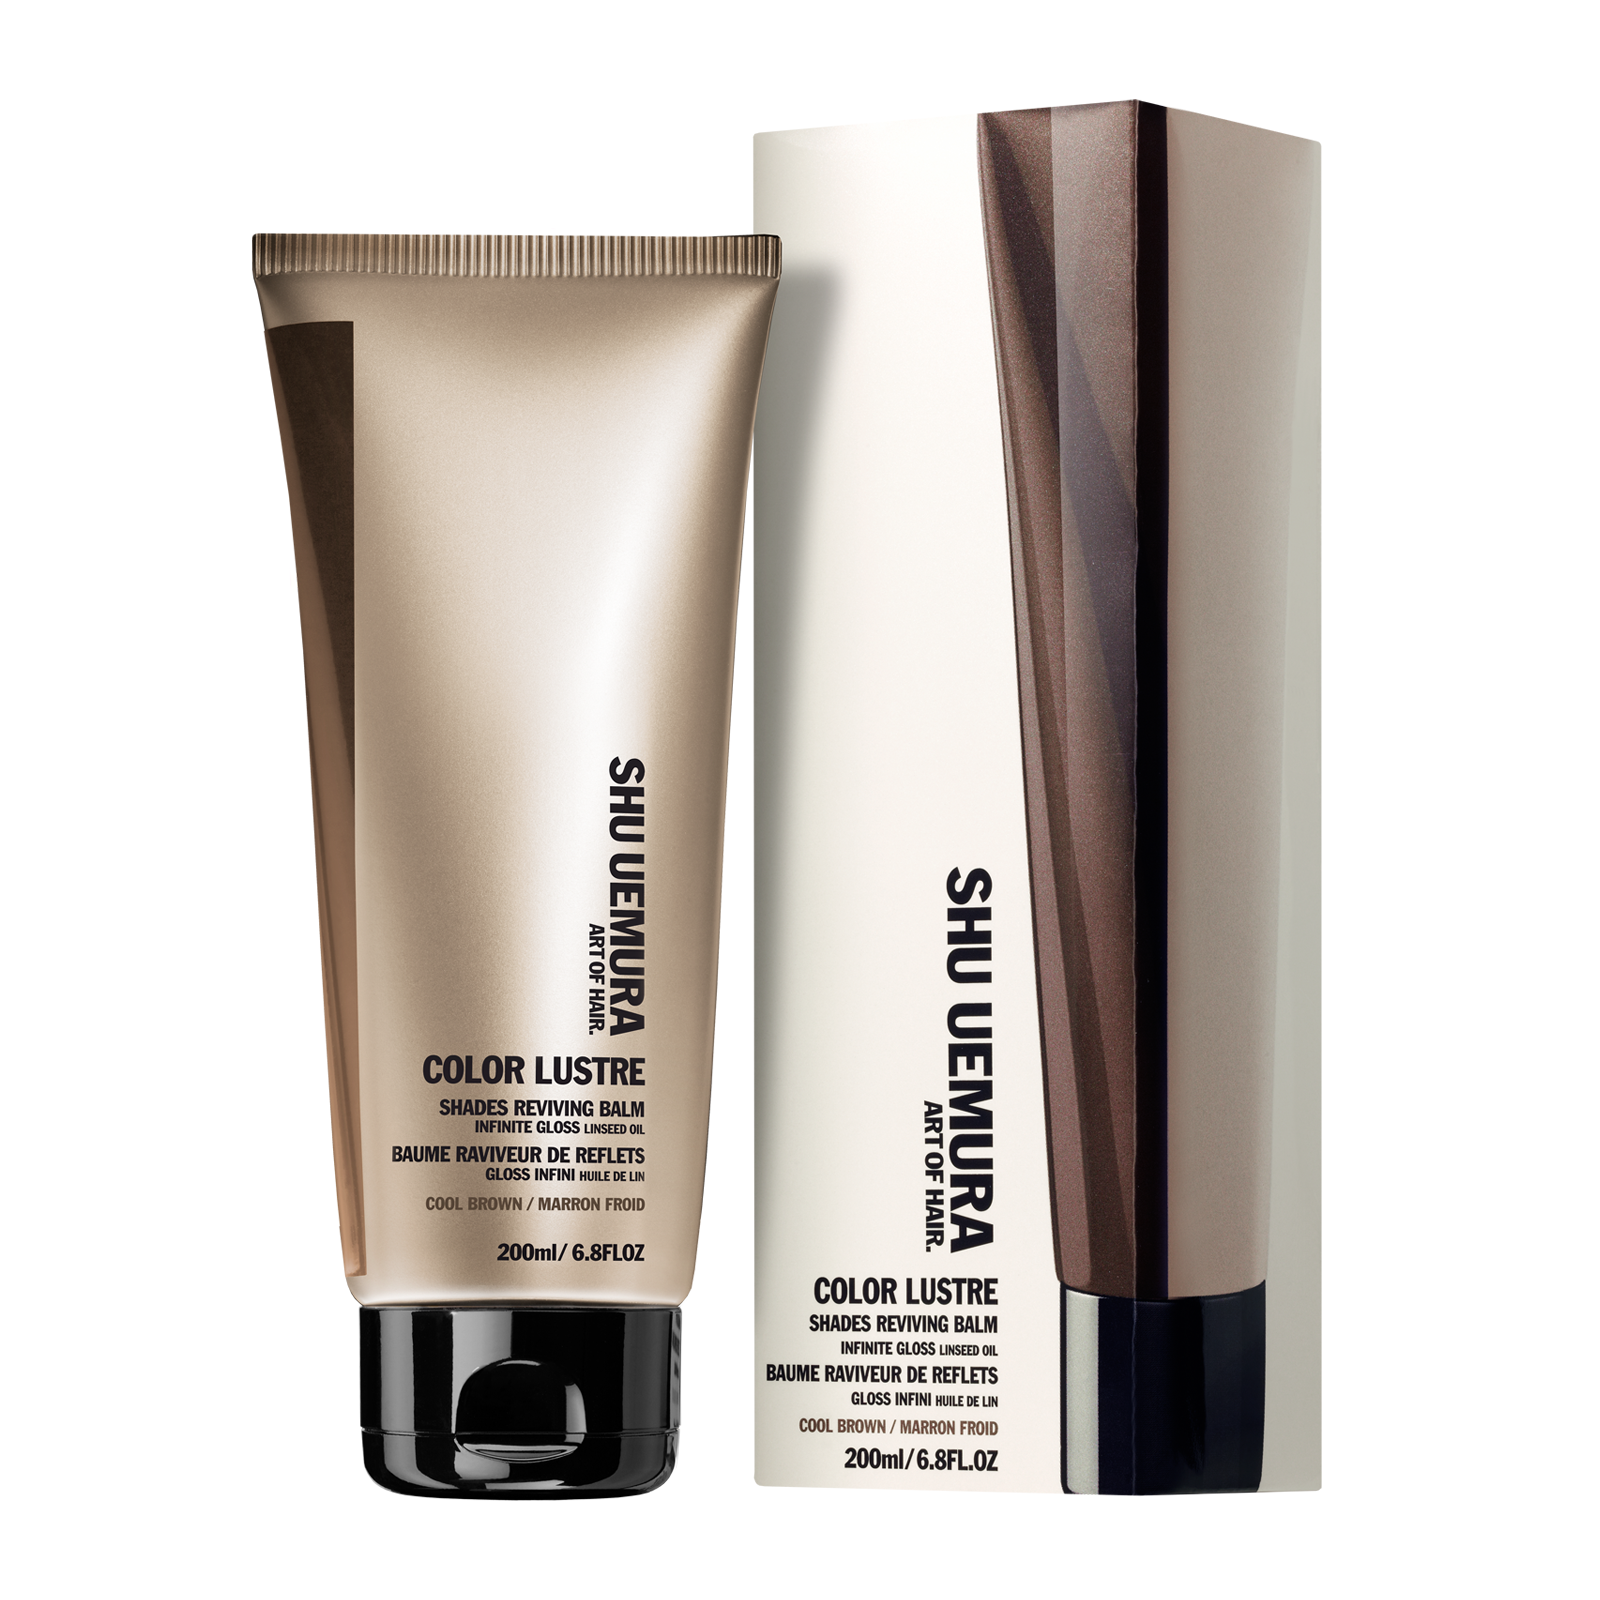 SHU UEMURA
ART OF HAIR.
COLOR LUSTRE
SHADES REVIVING BALM
INFINITE GLOSS LINSEED OIL
BAUME RAVIVEUR DE REFLETS
GLOSS INFINI HUILE DE LIN
COOL BROWN / MARRON FROID
200ml/ 6.8FLOZ
SHU UEMURA
ART OF HAIR.
COLOR LUSTRE
SHADES REVIVING BALM
INFINITE GLOSS LINSEED OIL
BAUME RAVIVEUR DE REFLETS
GLOSS INFINI HUILE DE LIN
COOL BROWN / MARRON FROID
200ml/6.8FL.OZ